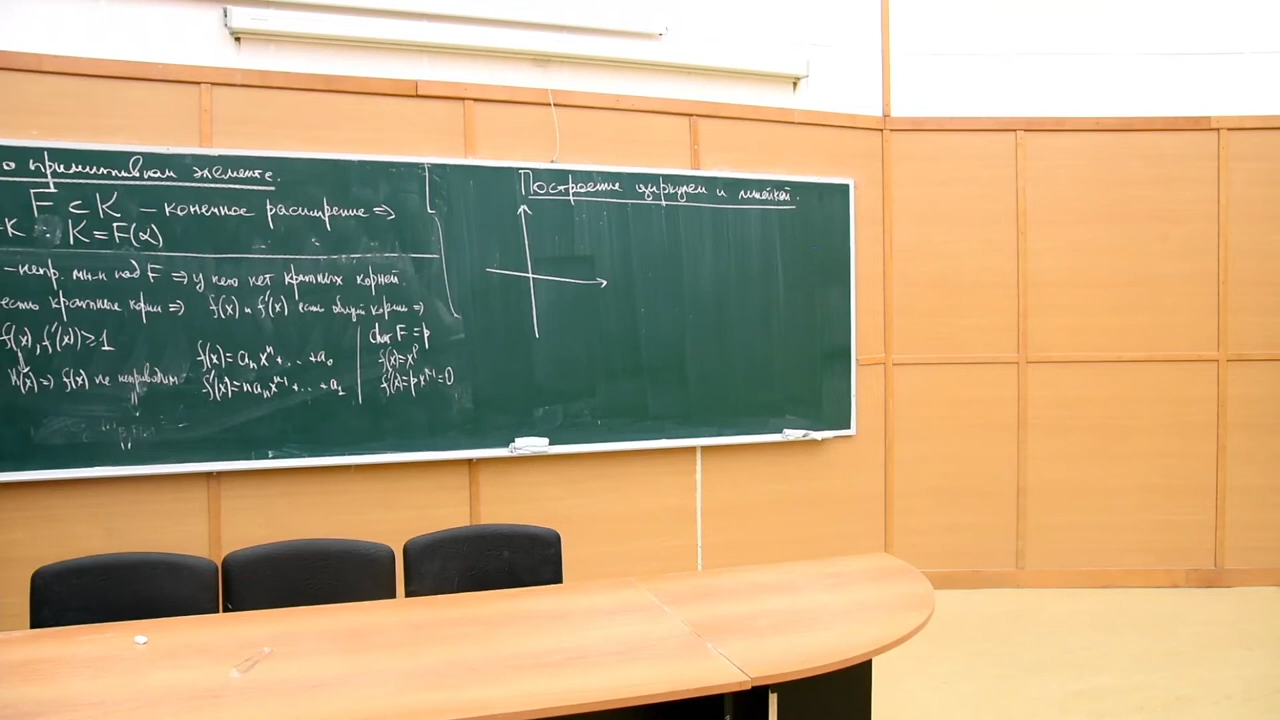 о примитивном элементе.
F ⊂ K – конечное расширение ⇒
K = F(α)
– непр. мн-н над F ⇒ у него нет кратных корней.
есть кратные корни ⇒ f(x) и f'(x) есть общий корень ⇒
f(x), f'(x)) ≥ 1
h(x) ⇒ f(x) не неприводим
f(x) = aₙxⁿ + ... + a₀
f'(x) = naₙxⁿ⁻¹ + ... + a₁
char F = p
f(x) = xᵖ
f'(x) = pxᵖ⁻¹ = 0
Построение циркулем и линейкой.